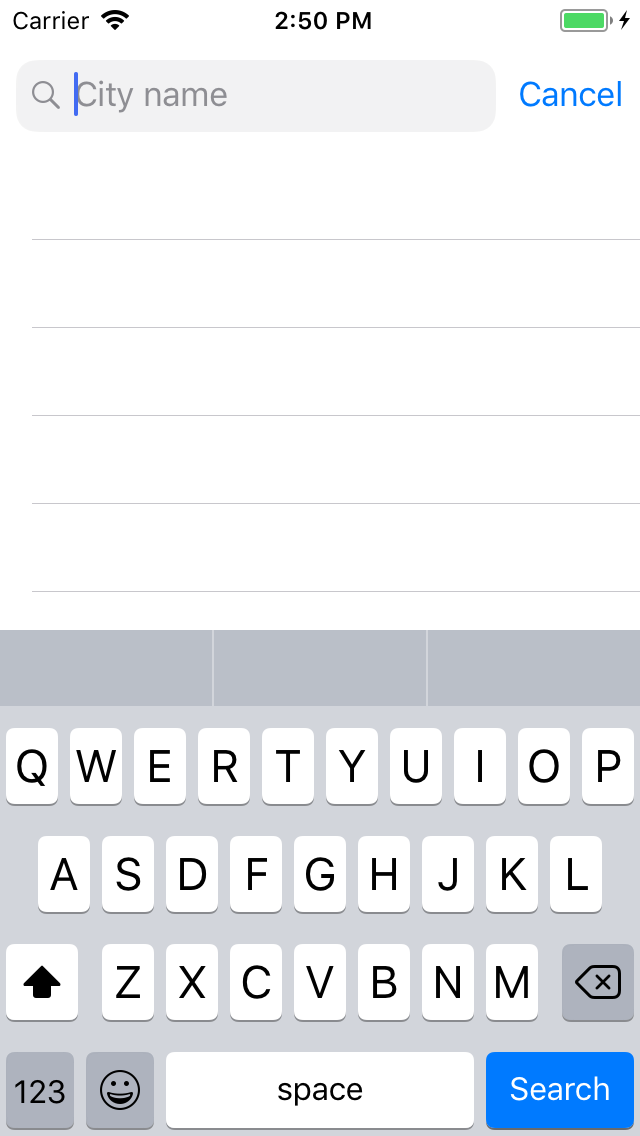 Carrier 2:50 PM
City name Cancel
Q W E R T Y U I O P
A S D F G H J K L
Z X C V B N M
123 space Search